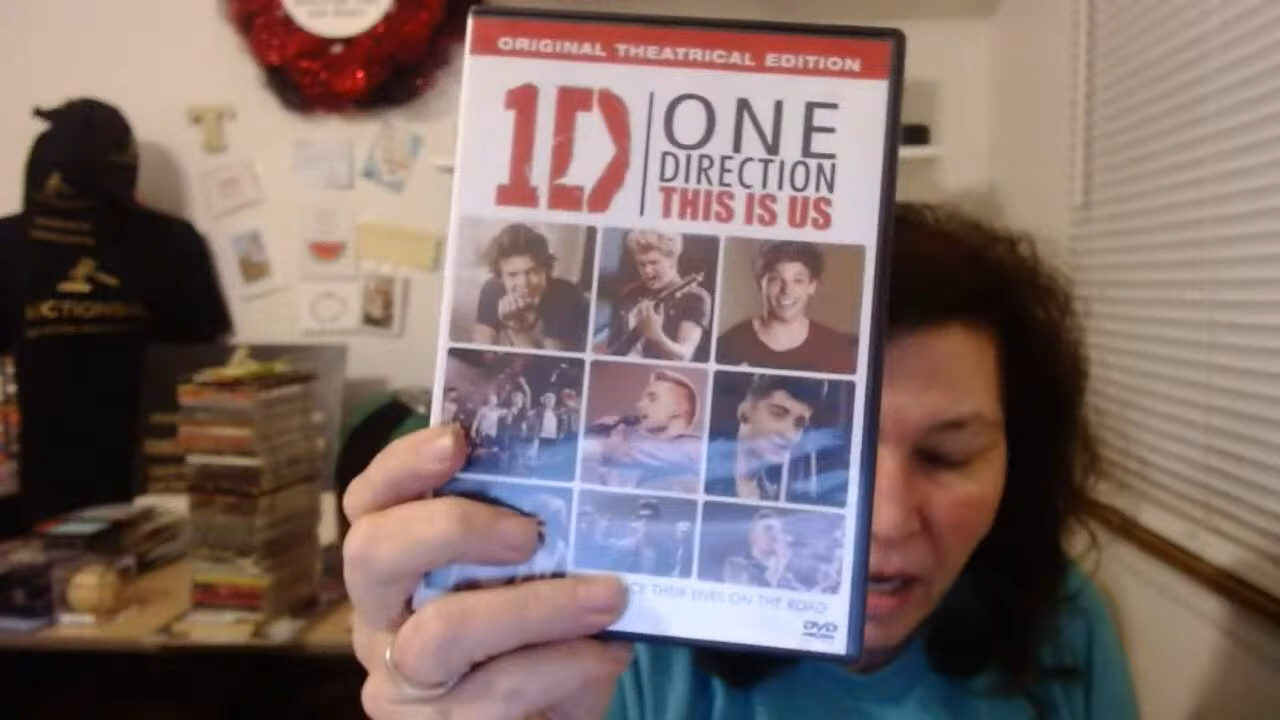 ORIGINAL THEATRICAL EDITION
1D
ONE
DIRECTION
THIS IS US
THEIR LIVES ON THE ROAD
DVD
T